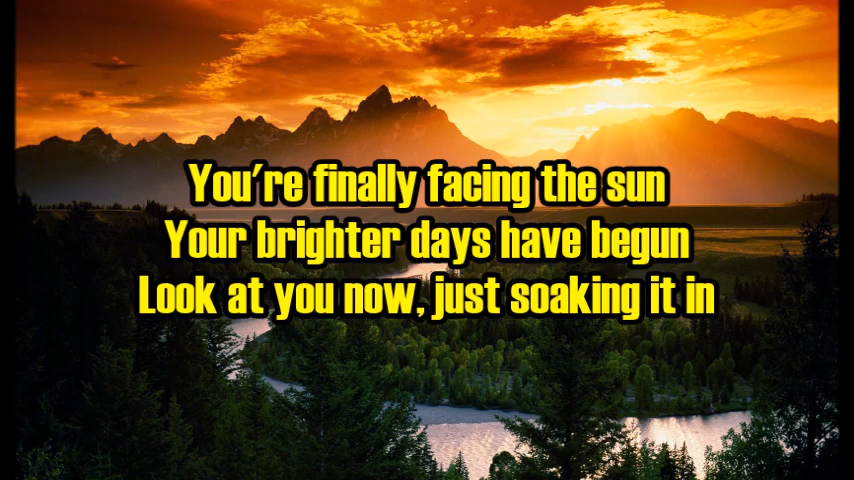 You're finally facing the sun
Your brighter days have begun
Look at you now, just soaking it in